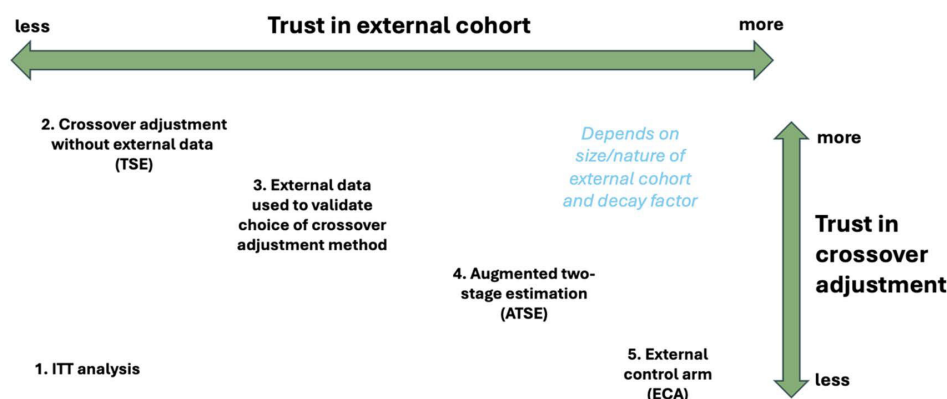 Trust in external cohort
less
more
2. Crossover adjustment
without external data
(TSE)
Depends on
size/nature of
external cohort
and decay factor
more
3. External data
used to validate
choice of crossover
adjustment method
Trust in
crossover
adjustment
4. Augmented two-
stage estimation
(ATSE)
1. ITT analysis
5. External
control arm
(ECA)
less